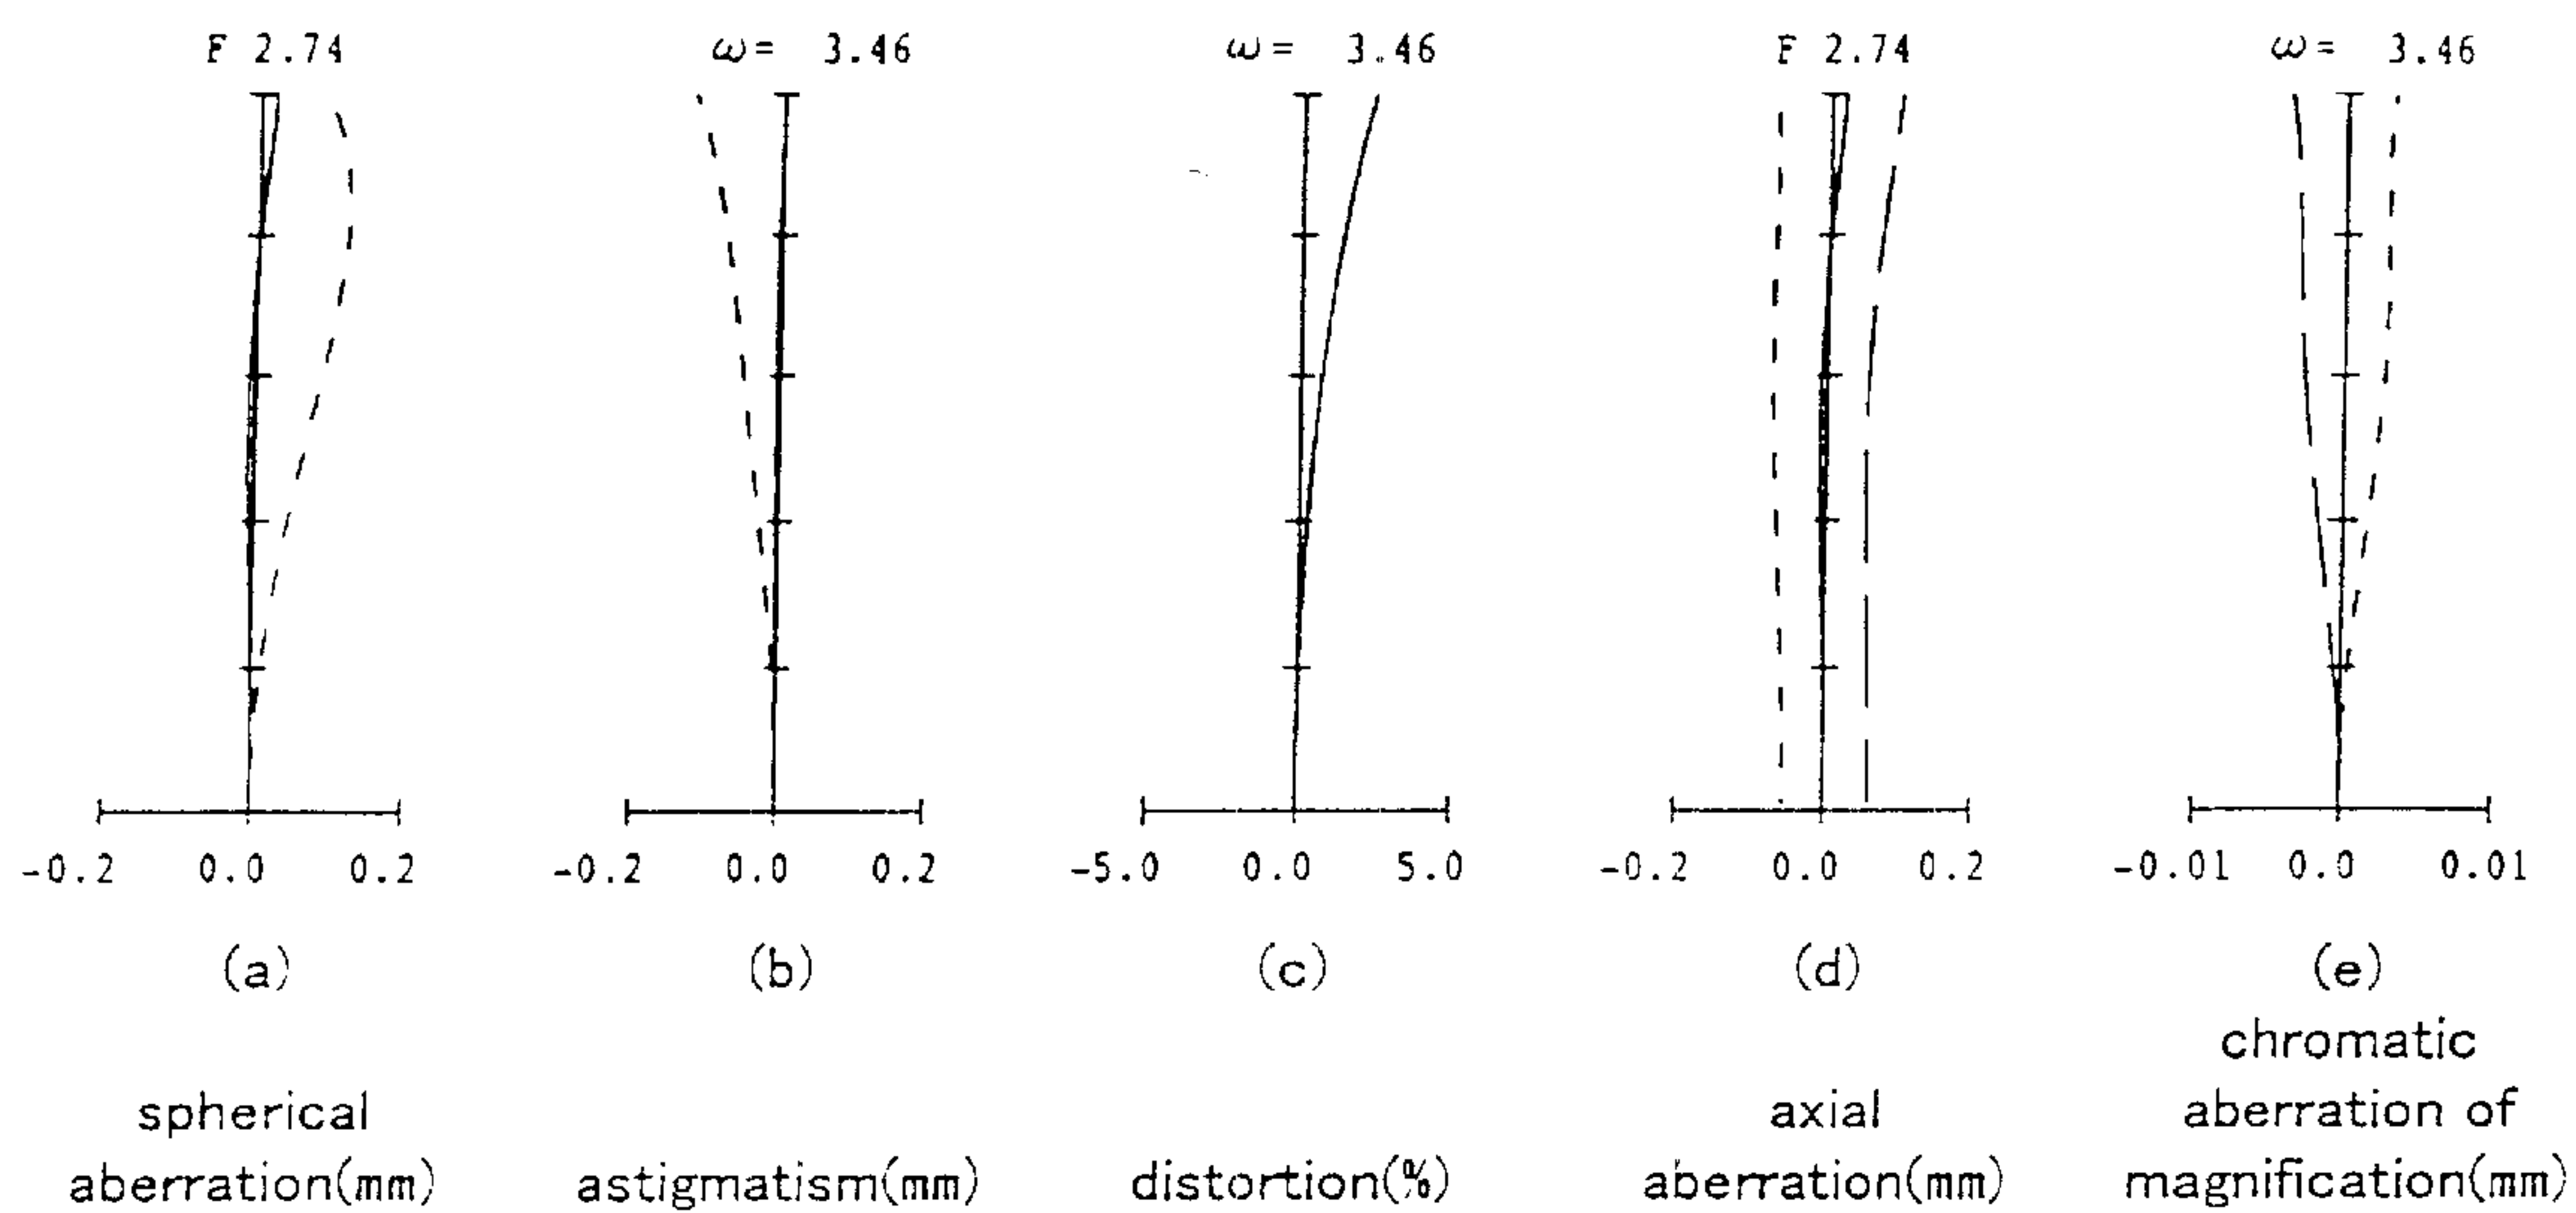 F 2.74
ω= 3.46
ω= 3.46
F 2.74
ω= 3.46
-0.2 0.0 0.2
-0.2 0.0 0.2
-5.0 0.0 5.0
-0.2 0.0 0.2
-0.01 0.0 0.01
(a)
(b)
(c)
(d)
(e)
spherical
aberration(mm)
astigmatism(mm)
distortion(%)
axial
aberration(mm)
chromatic
aberration of
magnification(mm)